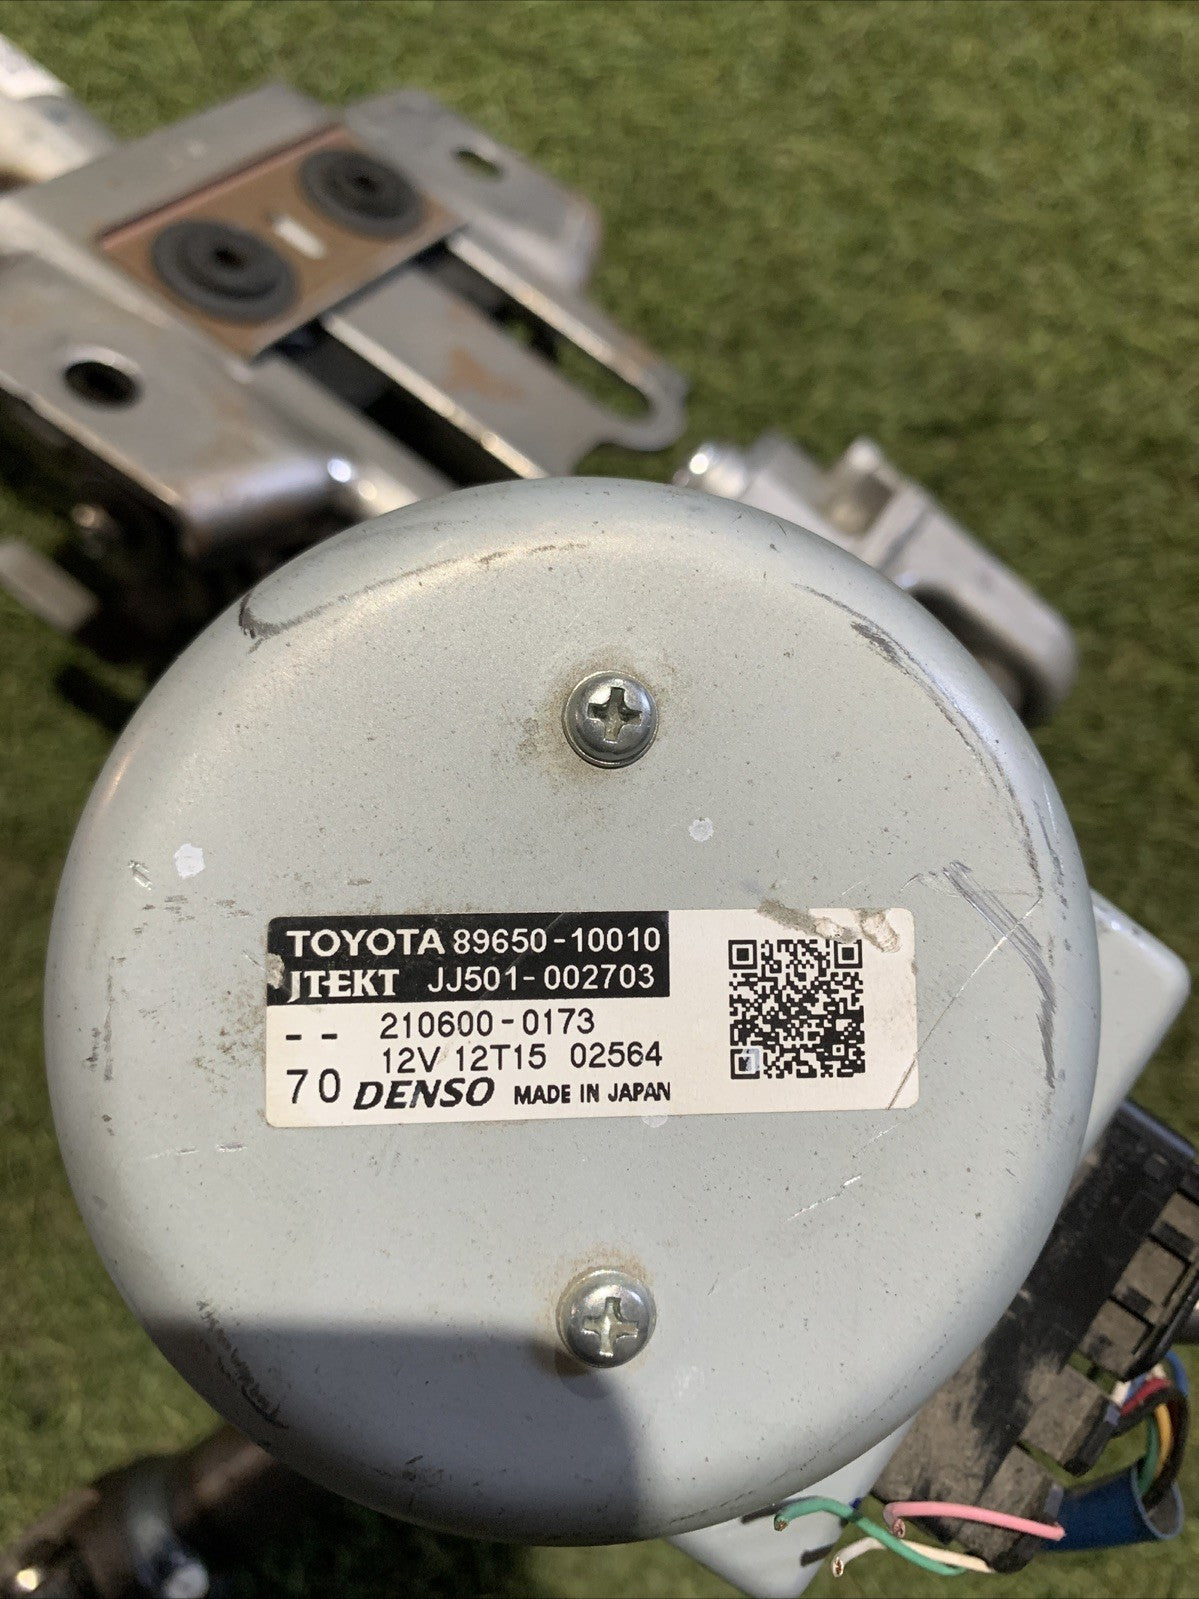 TOYOTA 89650-10010
JTEKT JJ501-002703
-- 210600-0173
12V 12T15 02564
70 DENSO MADE IN JAPAN